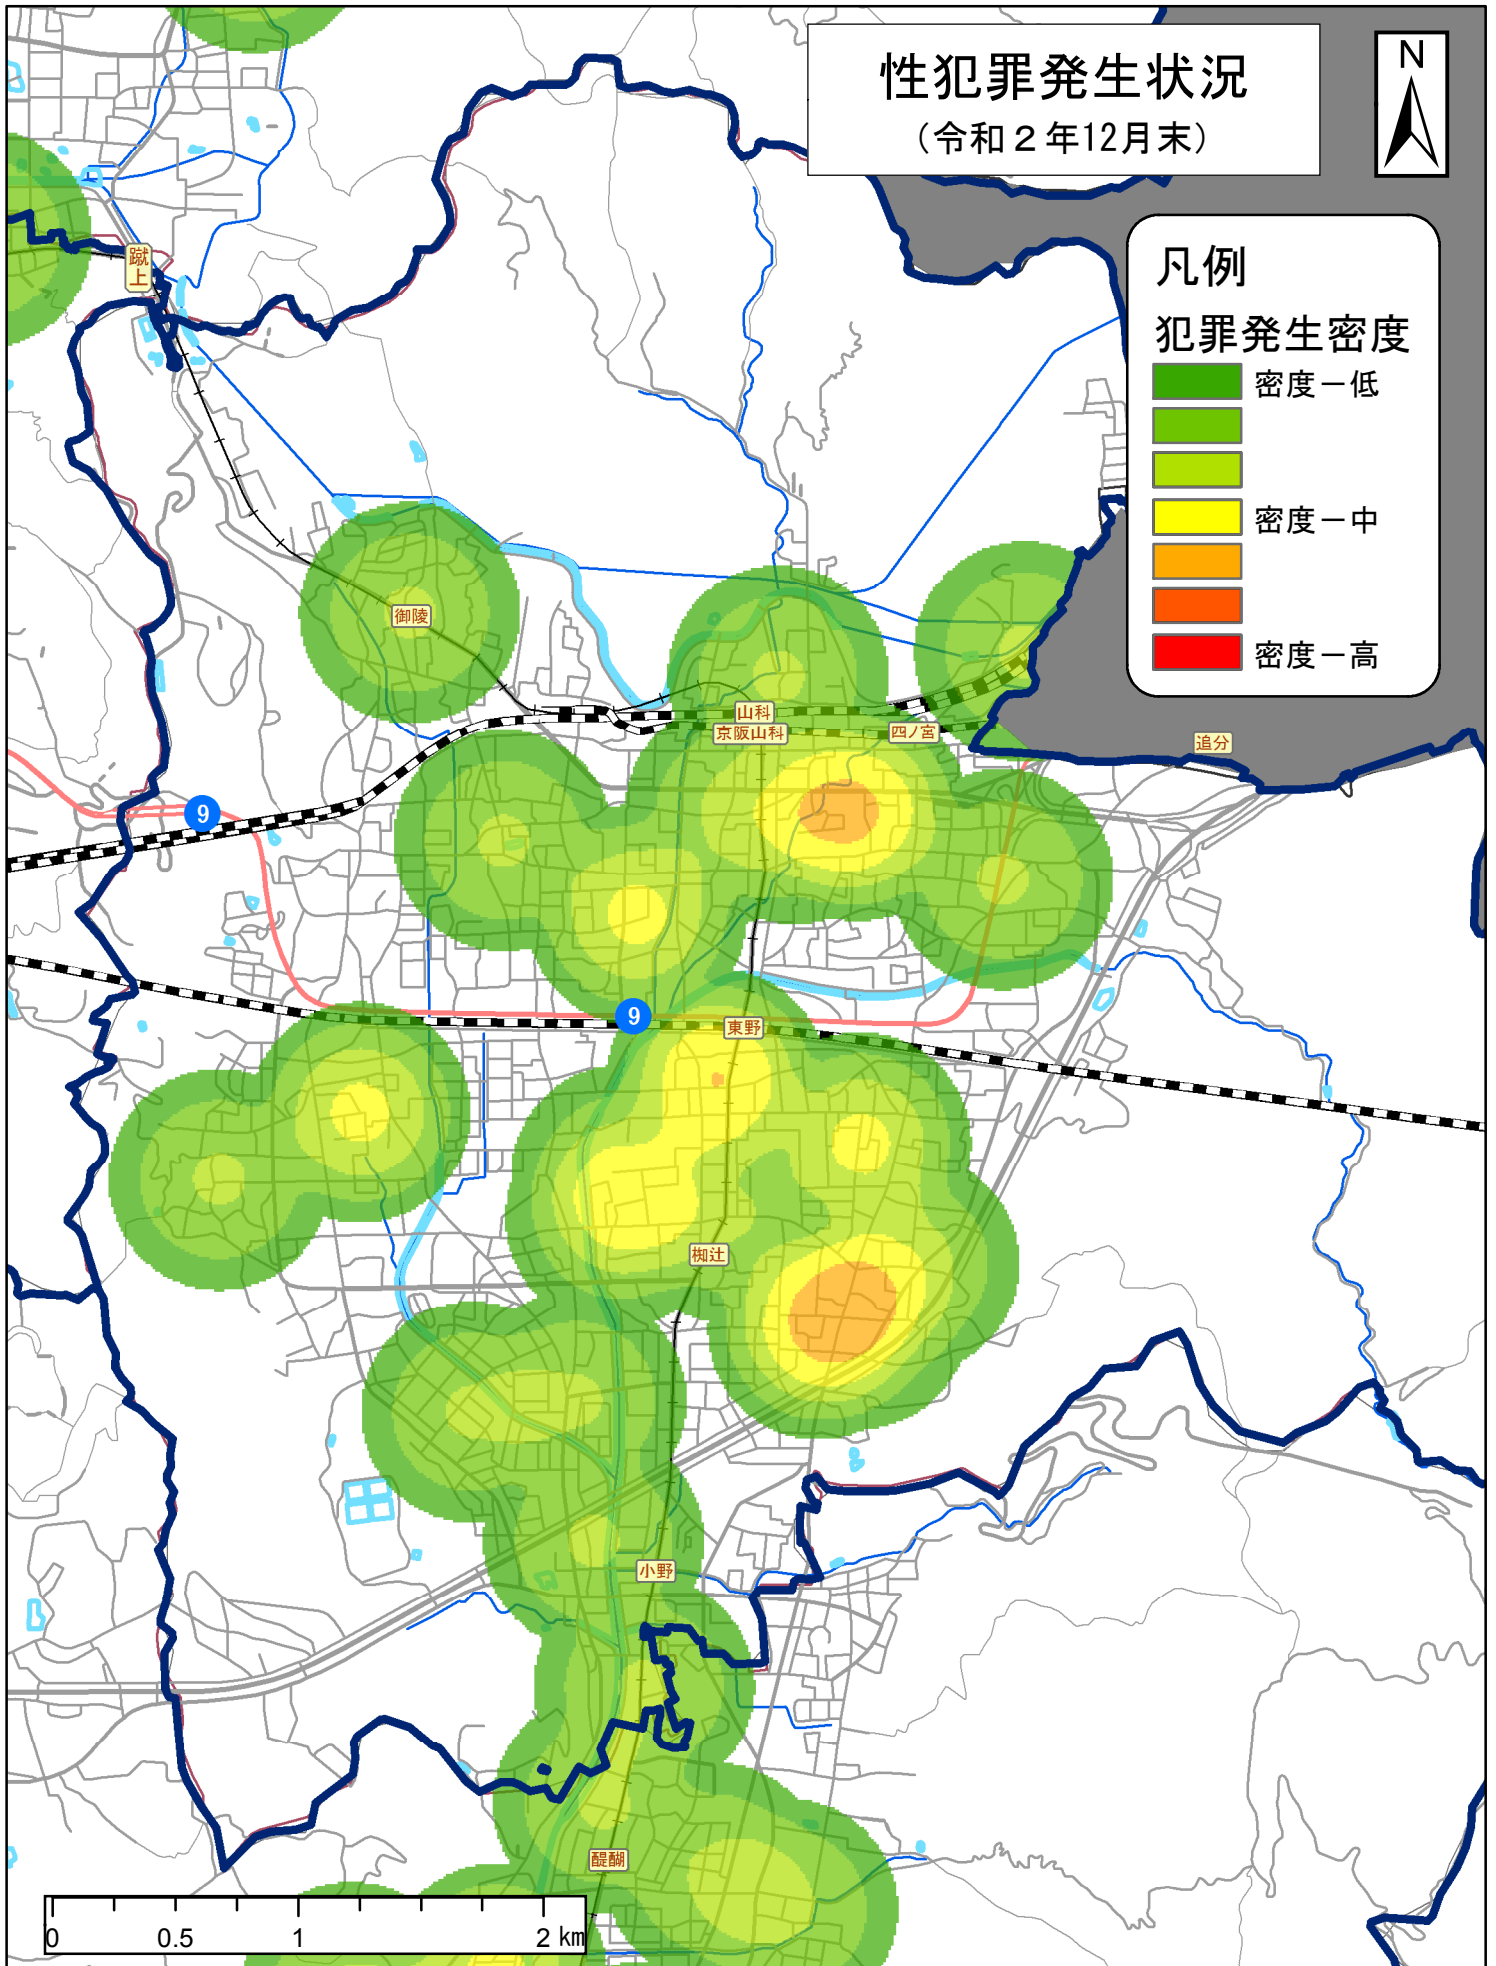 性犯罪発生状況
（令和２年12月末）
N
凡例
犯罪発生密度
密度－低
密度－中
密度－高
蹴上
御陵
山科
京阪山科
四ノ宮
追分
9
9
東野
椥辻
小野
醍醐
0 0.5 1 2 km